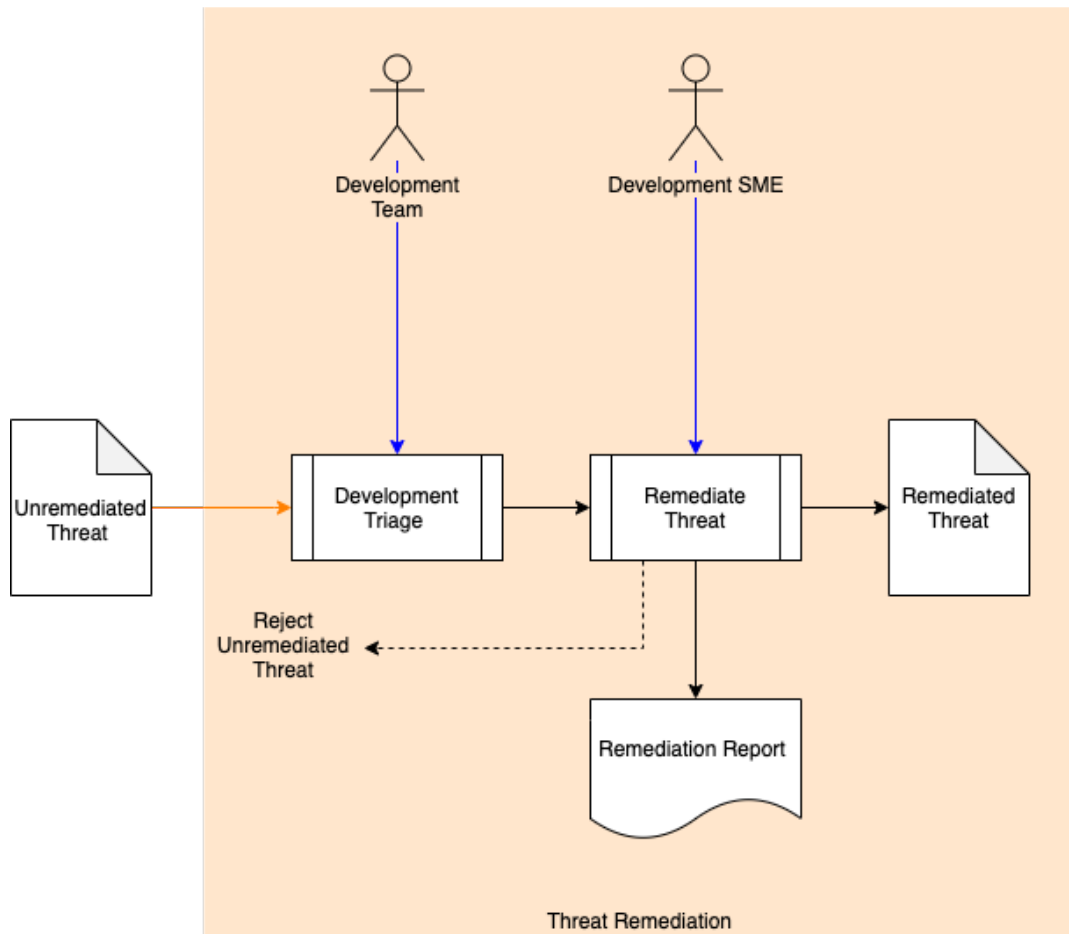 Development
Team
Development SME
Unremediated
Threat
Development
Triage
Remediate
Threat
Remediated
Threat
Reject
Unremediated
Threat
Remediation Report
Threat Remediation